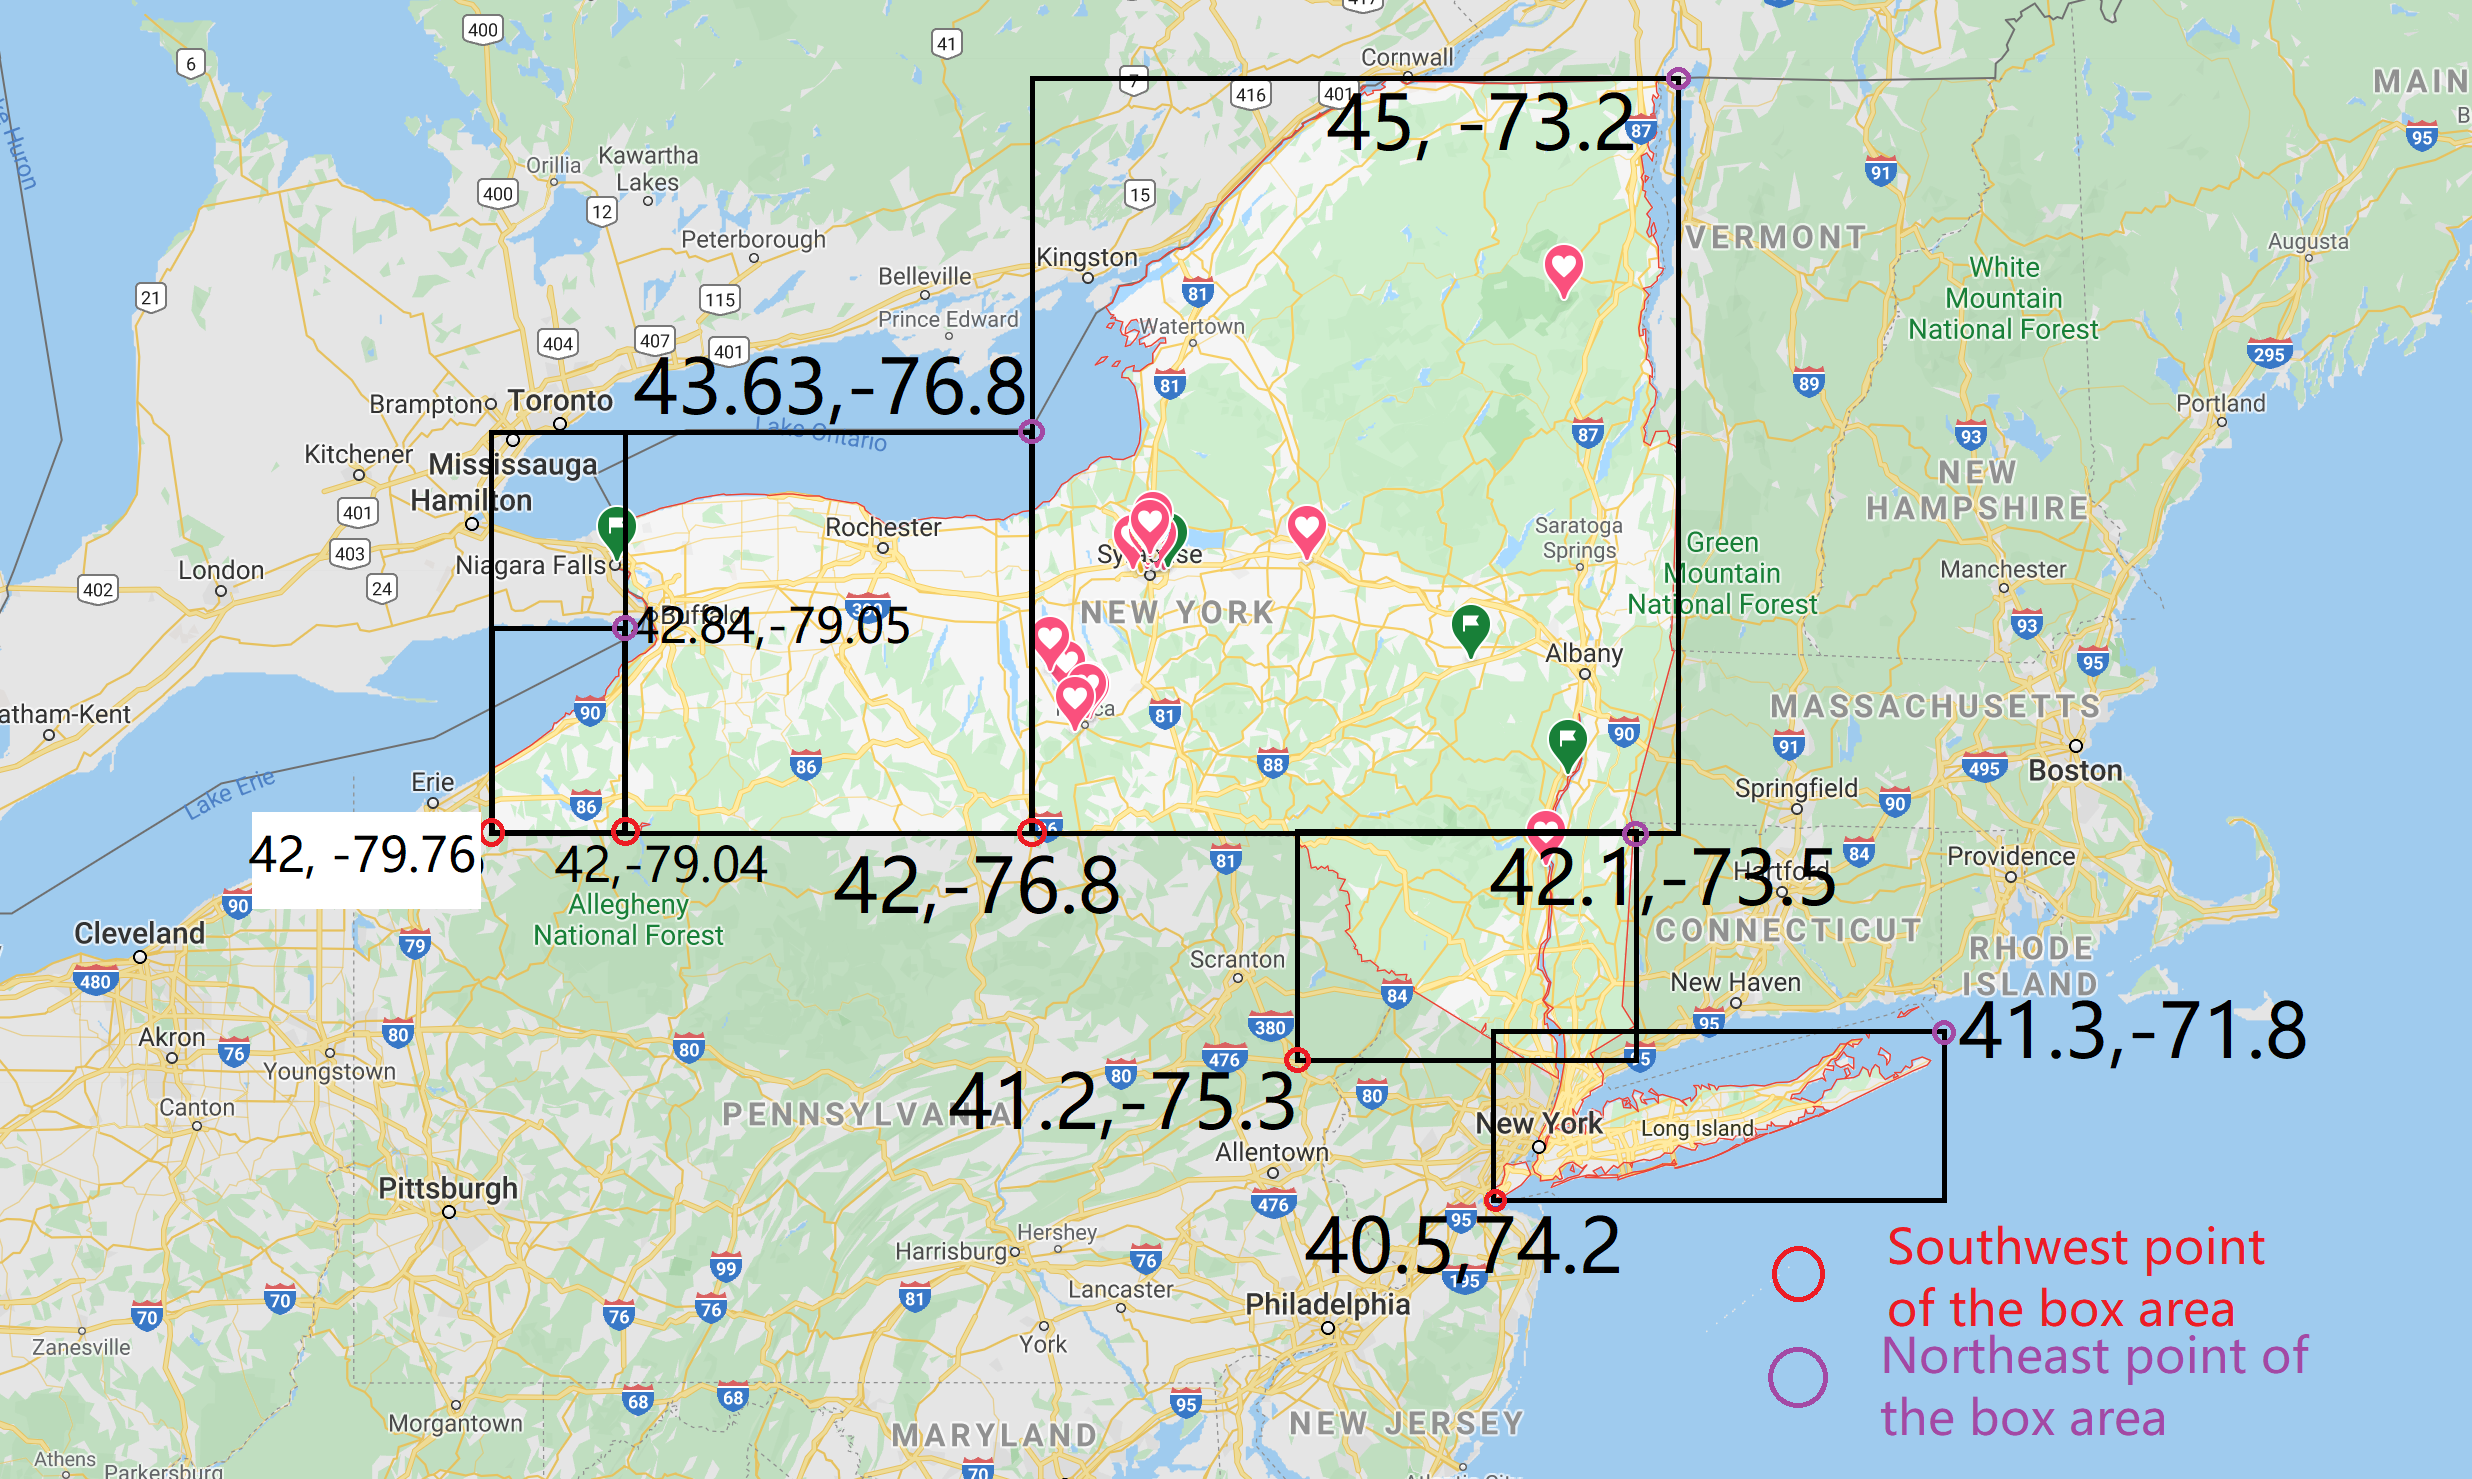 417
400
41
6
Cornwall
7
416
401
MAIN
45, -73.2
87
95
Orillia
Kawartha
Lakes
400
12
15
91
Peterborough
VERMONT
Augusta
Kingston
Belleville
White
Mountain
National Forest
21
115
81
Prince Edward
Watertown
404
407
401
295
43.63,-76.8
81
89
Brampton
Toronto
Portland
Lake Ontario
87
93
Kitchener
Mississauga
NEW
HAMPSHIRE
Hamilton
401
Rochester
Saratoga
Springs
403
Niagara Falls
Syracuse
Green
Mountain
National Forest
London
402
24
Manchester
NEW YORK
Buffalo
42.84,-79.05
93
Albany
95
90
81
MASSACHUSETTS
atham-Kent
90
91
86
88
495
Boston
Erie
Lake Erie
86
Springfield
90
42, -79.76
42,-79.04
42,-76.8
81
42.1,-73.5
Hartford
84
Providence
90
Allegheny
National Forest
Cleveland
79
CONNECTICUT
RHODE
ISLAND
480
Scranton
84
New Haven
380
95
41.3,-71.8
80
Akron
76
80
476
Youngstown
80
41.2,-75.3
80
Canton
PENNSYLVANIA
New York
Long Island
Allentown
Pittsburgh
476
95
40.5,74.2
Hershey
Harrisburg
76
195
99
Lancaster
81
Philadelphia
70
70
76
76
Zanesville
York
Southwest point
of the box area
Northeast point of
the box area
68
68
95
Morgantown
MARYLAND
NEW JERSEY
Athens
Parkersburg
70